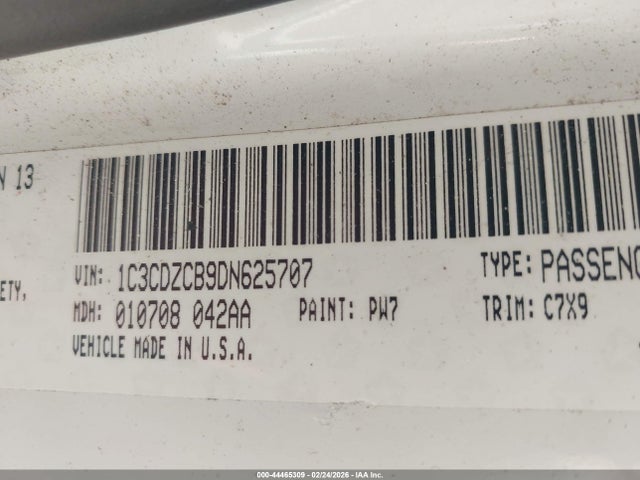 N 13
ETY,
VIN: 1C3CDZCB9DN625707 TYPE: PASSENG
MDH: 010708 042AA PAINT: PW7 TRIM: C7X9
VEHICLE MADE IN U.S.A.
000-44465309 - 02/24/2026 - IAA Inc.